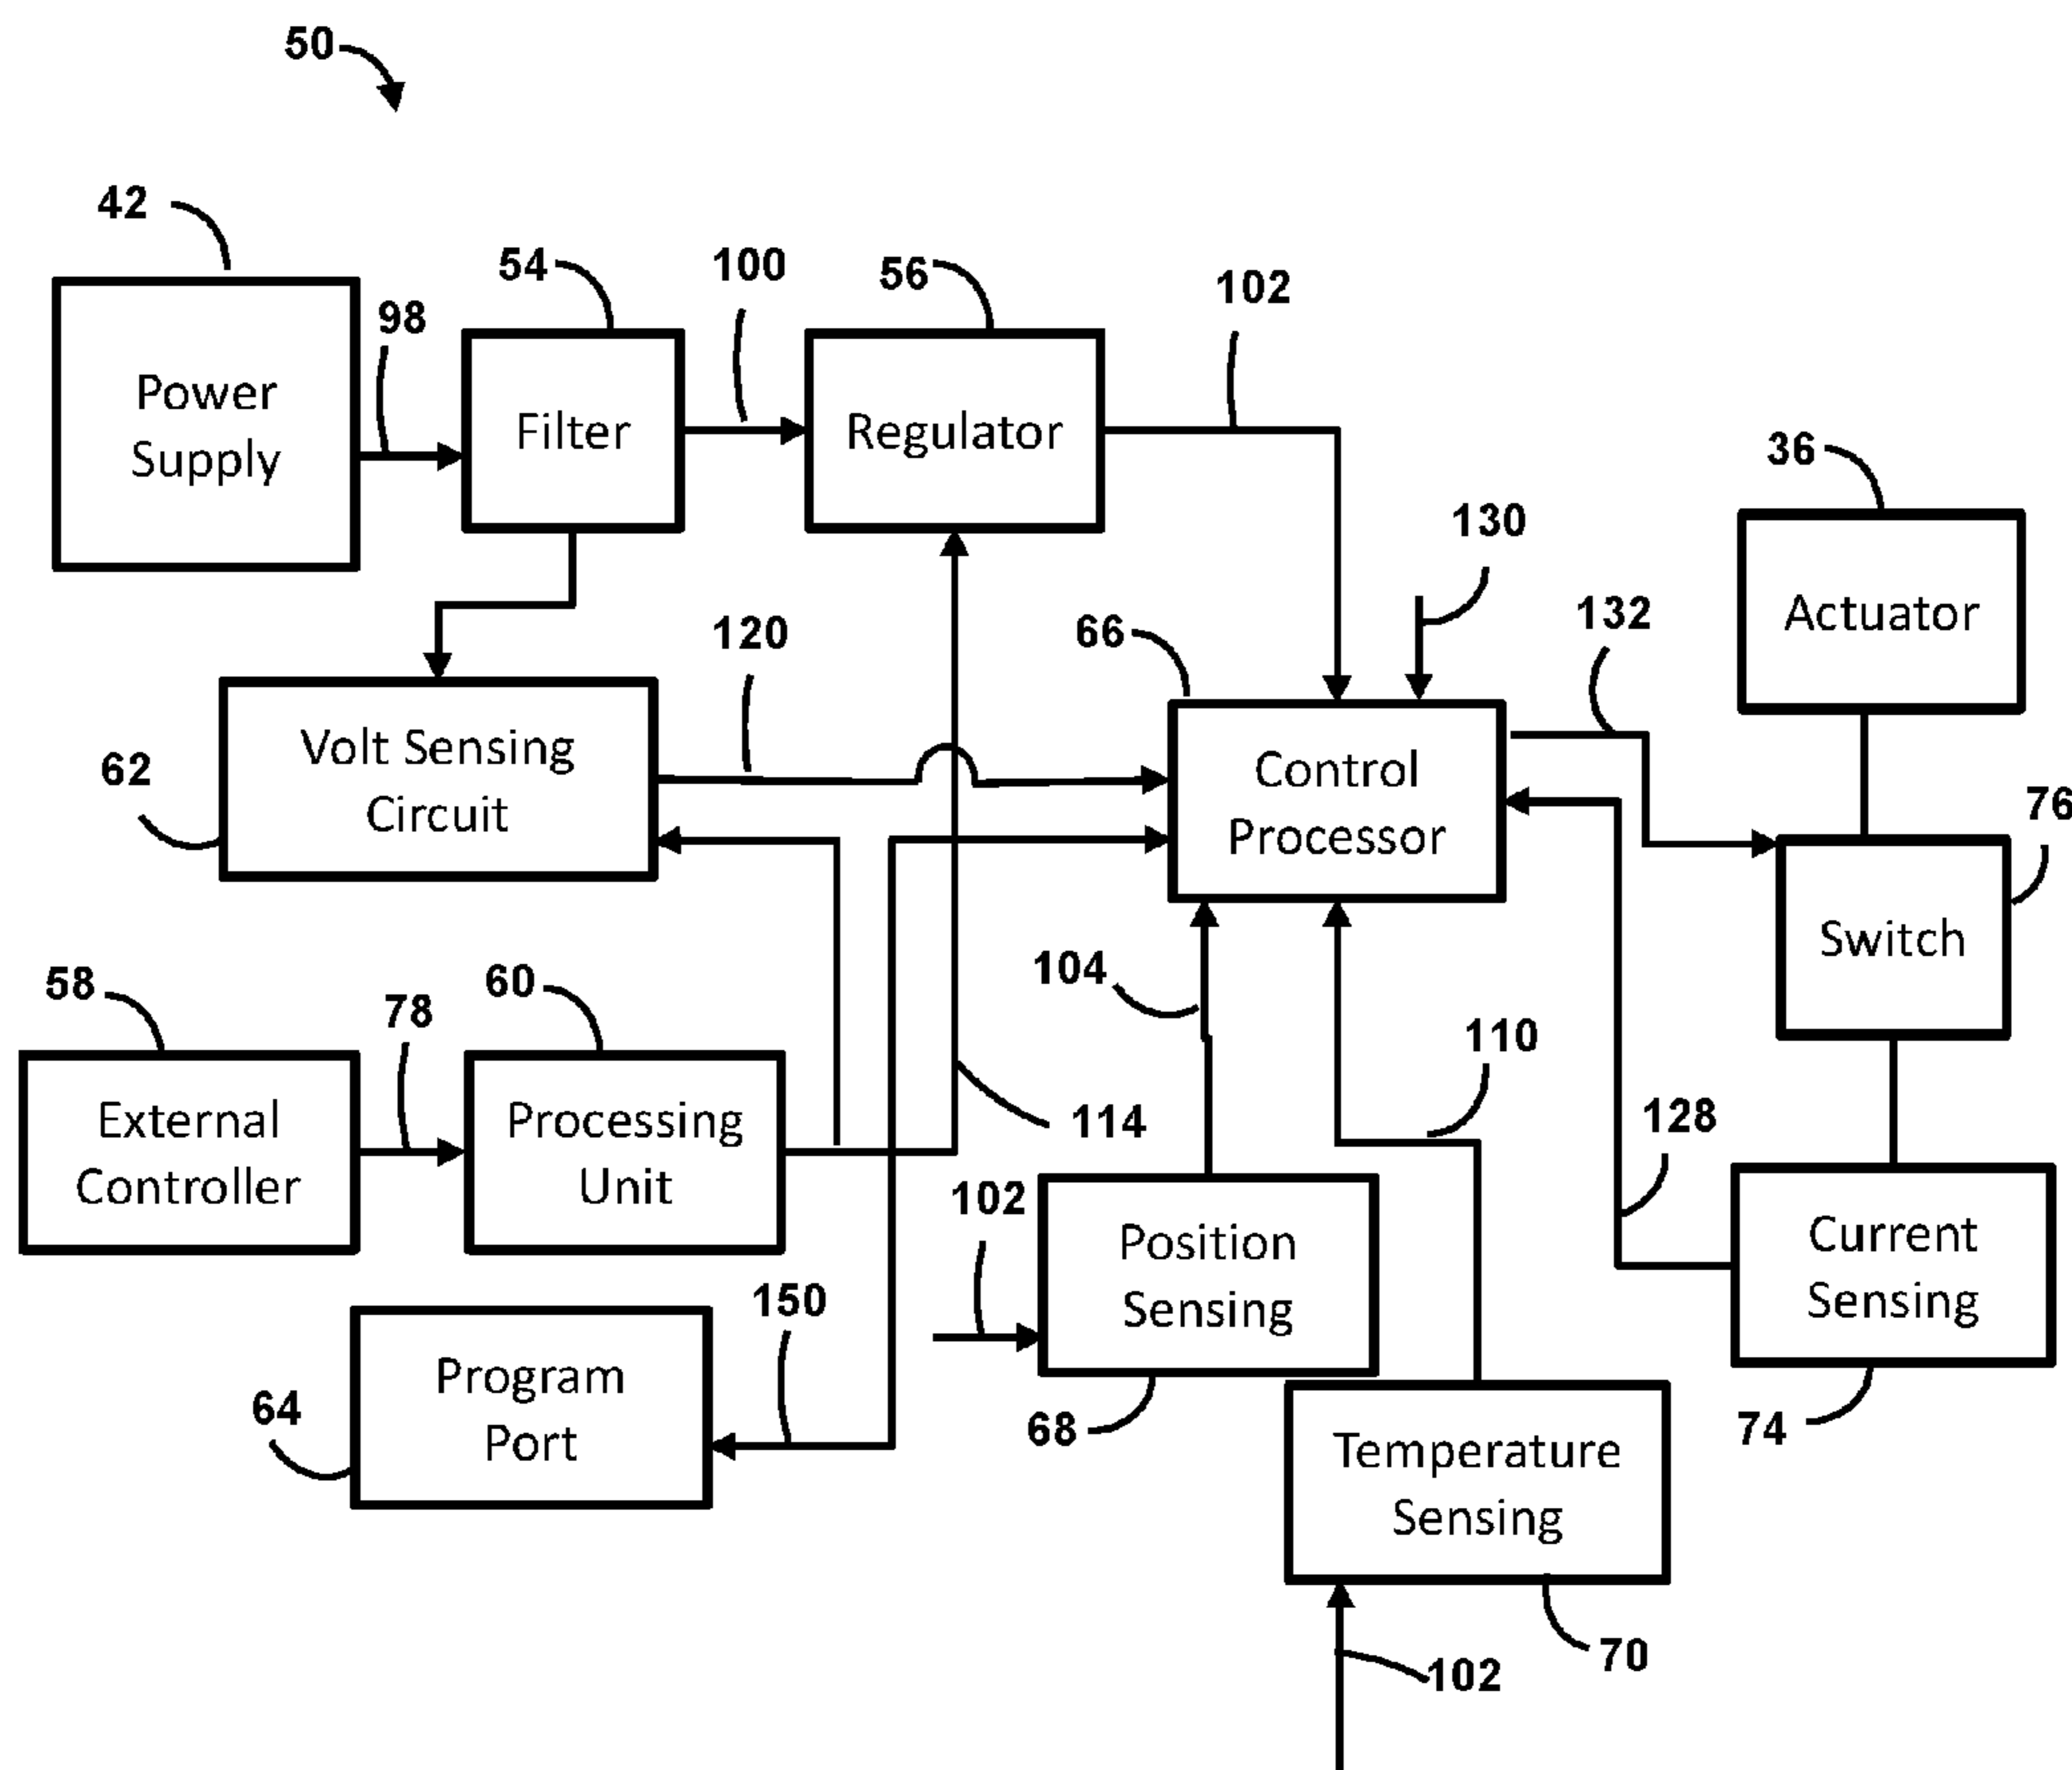 50
42
98
54
100
56
102
Power
Supply
Filter
Regulator
36
130
Actuator
132
120
66
62
Volt Sensing
Circuit
Control
Processor
76
Switch
104
58
78
60
110
External
Controller
Processing
Unit
114
128
102
Position
Sensing
Current
Sensing
150
64
Program
Port
68
74
Temperature
Sensing
70
102